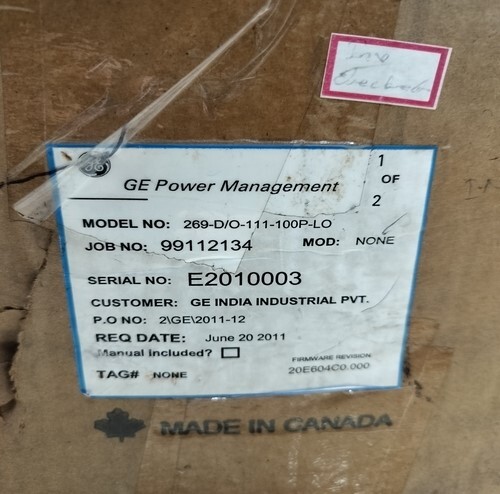 GE
GE Power Management
1
OF
2
MODEL NO: 269-D/O-111-100P-LO
JOB NO: 99112134 MOD: NONE
SERIAL NO: E2010003
CUSTOMER: GE INDIA INDUSTRIAL PVT.
P.O NO: 2\GE\2011-12
REQ DATE: June 20 2011
Manual included?
FIRMWARE REVISION
TAG# NONE 20E604C0.000
MADE IN CANADA